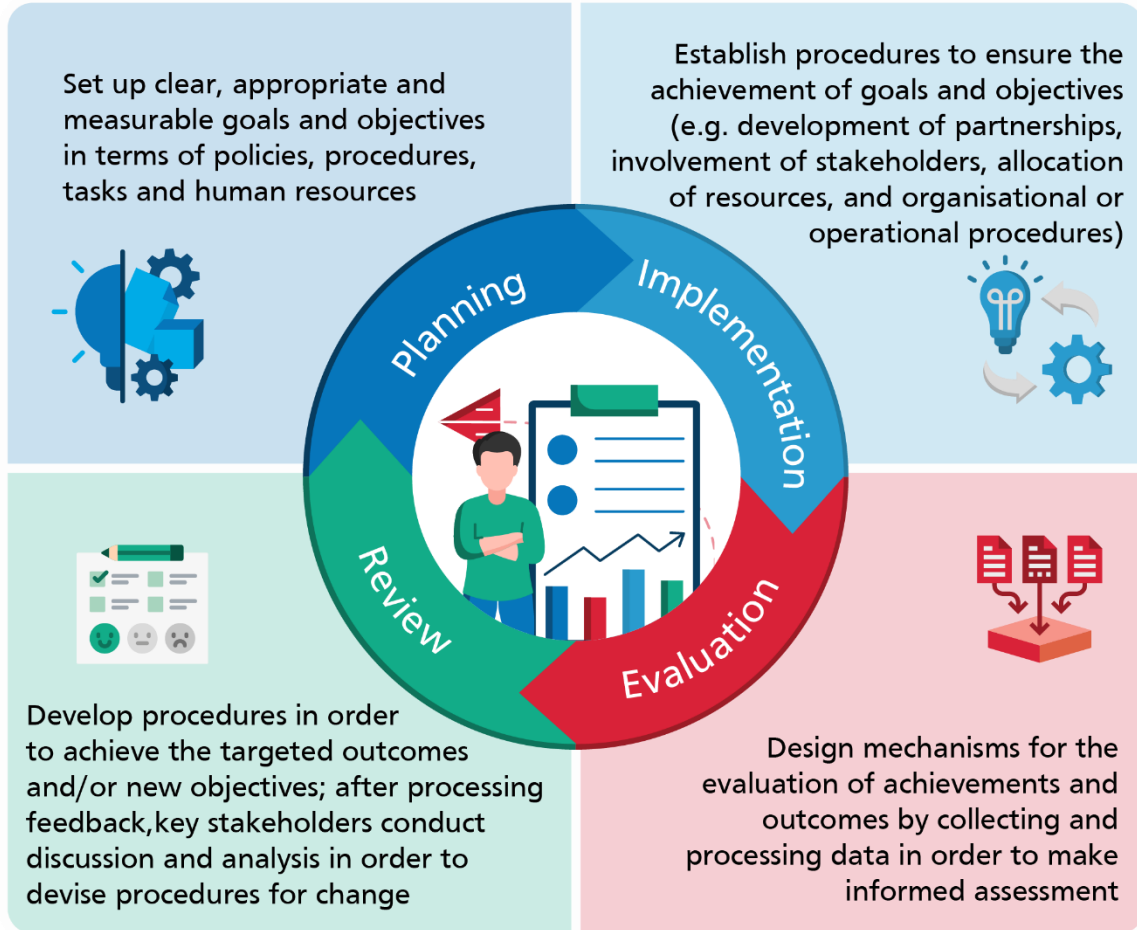 Set up clear, appropriate and
measurable goals and objectives
in terms of policies, procedures,
tasks and human resources
Establish procedures to ensure the
achievement of goals and objectives
(e.g. development of partnerships,
involvement of stakeholders, allocation
of resources, and organisational or
operational procedures)
Planning
Implementation
Review
Evaluation
Develop procedures in order
to achieve the targeted outcomes
and/or new objectives; after processing
feedback,key stakeholders conduct
discussion and analysis in order to
devise procedures for change
Design mechanisms for the
evaluation of achievements and
outcomes by collecting and
processing data in order to make
informed assessment